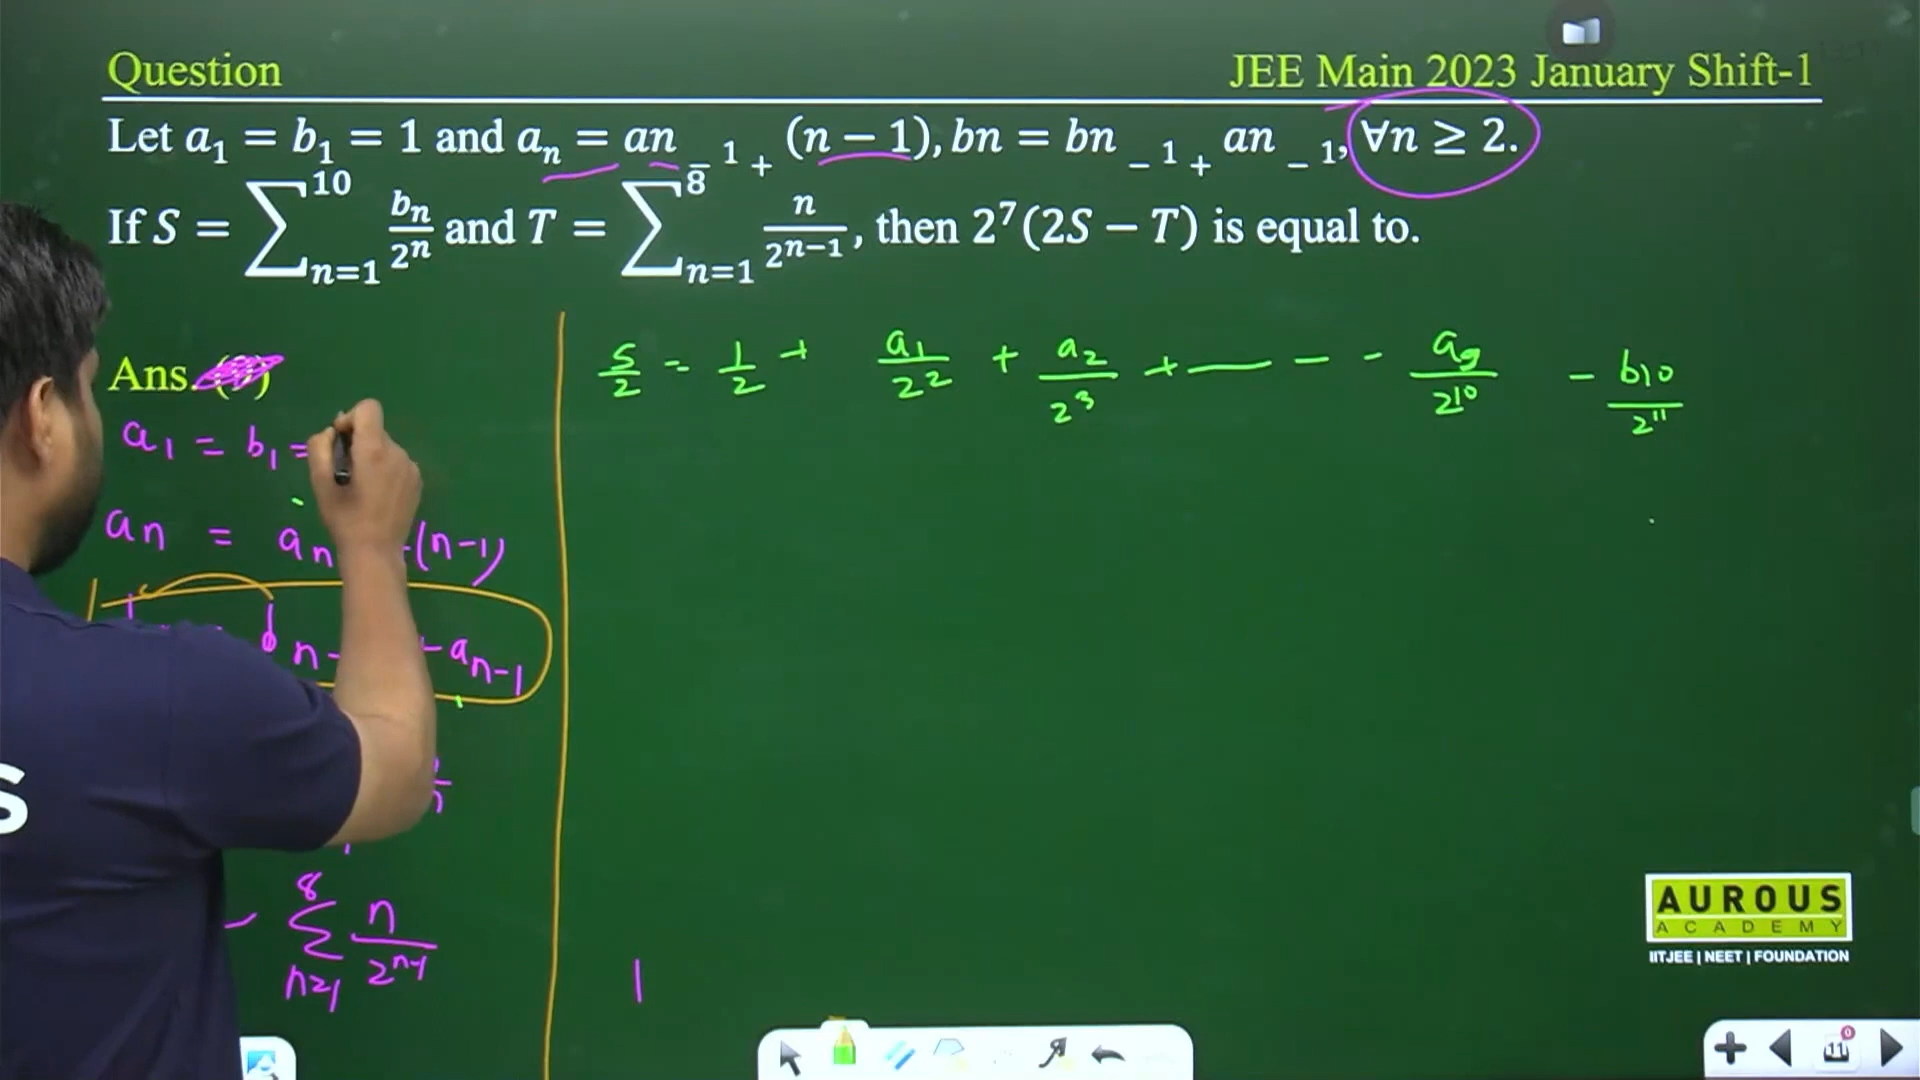 Question
JEE Main 2023 January Shift-1
Let a₁ = b₁ = 1 and aₙ = an ₋ ₁ ₊ (n − 1), bn = bn ₋ ₁ ₊ an ₋ ₁, ∀n ≥ 2.
If S = ∑ₙ₌₁¹⁰ bₙ/2ⁿ and T = ∑ₙ₌₁⁸ n/2ⁿ⁻¹, then 2⁷(2S − T) is equal to.
Ans.
S/2 = 1/2 + a₁/2² + a₂/2³ + — – - a₉/2¹⁰ − b₁₀/2¹¹
a₁ = b₁ =
aₙ = aₙ (n-1)
n- aₙ₋₁
8
∑ n/2ⁿ⁻¹
n=1
AUROUS
ACADEMY
IITJEE | NEET | FOUNDATION
S